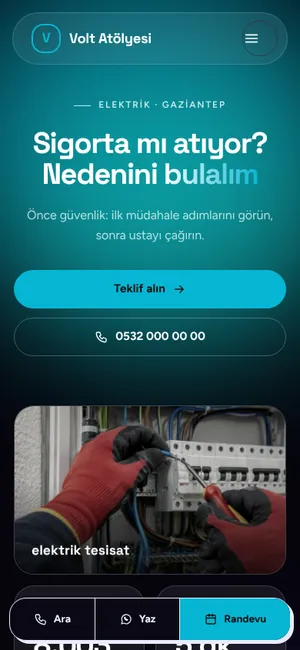 V Volt Atölyesi
ELEKTRİK · GAZİANTEP
Sigorta mı atıyor?
Nedenini bulalım
Önce güvenlik: ilk müdahale adımlarını görün,
sonra ustayı çağırın.
Teklif alın →
0532 000 00 00
elektrik tesisat
Ara
Yaz
Randevu